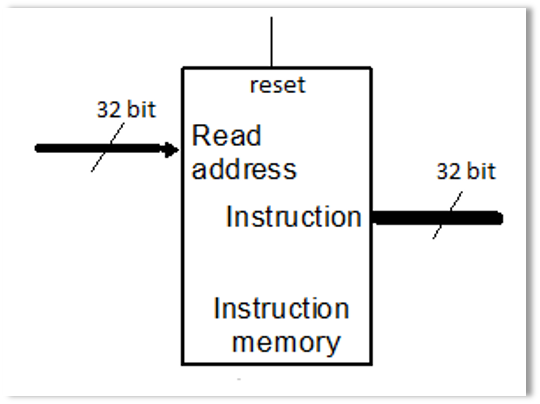 reset
32 bit
Read
address
32 bit
Instruction
Instruction
memory